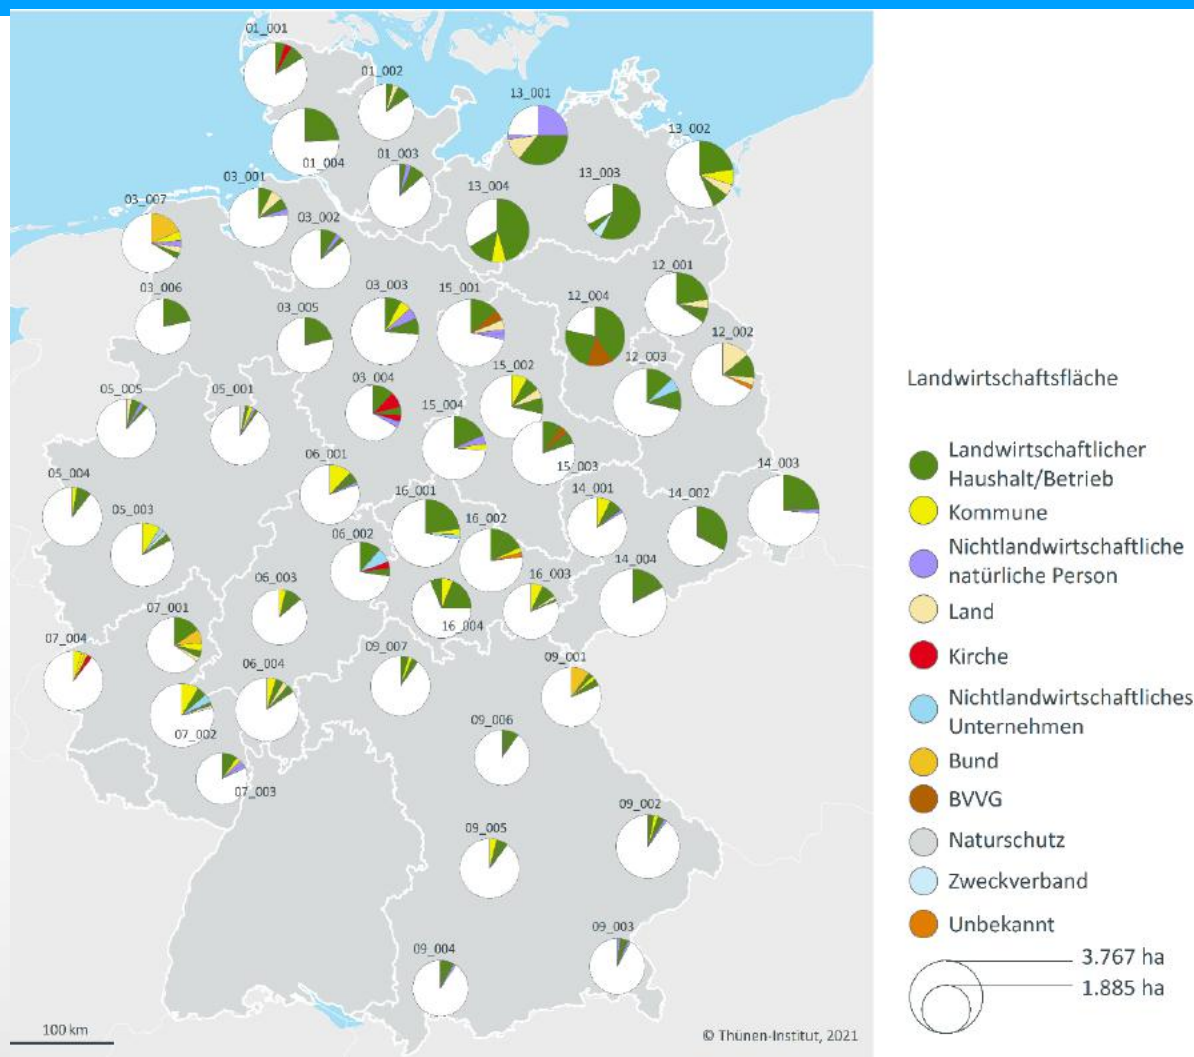 01_001
01_002
13_001
13_002
01_004
01_003
03_001
13_003
03_007
13_004
03_002
12_001
03_006
03_003
15_001
12_004
03_005
12_002
12_003
15_002
03_004
05_005
05_001
15_004
06_001
15_003
05_004
14_003
16_001
14_001
14_002
05_003
16_002
06_002
14_004
06_003
16_003
07_001
16_004
07_004
09_007
06_004
09_001
09_006
07_002
07_003
09_002
09_005
09_003
09_004
100 km
© Thünen-Institut, 2021
Landwirtschaftsfläche
Landwirtschaftlicher
Haushalt/Betrieb
Kommune
Nichtlandwirtschaftliche
natürliche Person
Land
Kirche
Nichtlandwirtschaftliches
Unternehmen
Bund
BVVG
Naturschutz
Zweckverband
Unbekannt
3.767 ha
1.885 ha